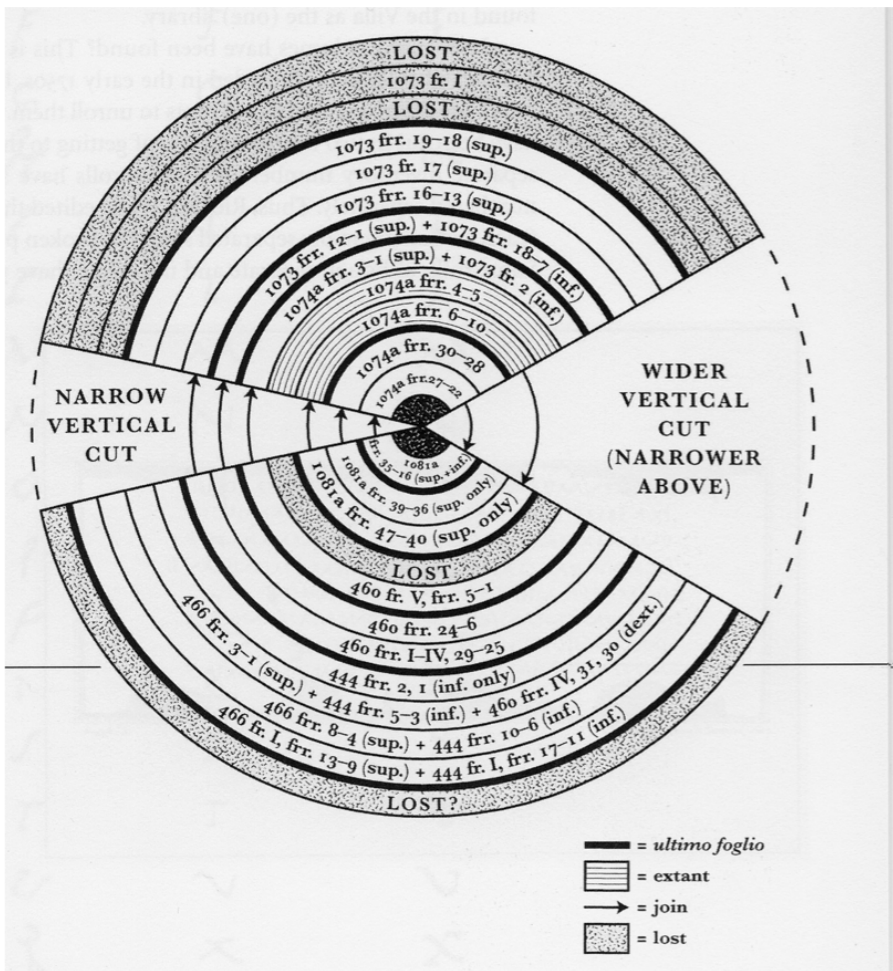 LOST
1073 fr. I
LOST
1073 frr. 19–18 (sup.)
1073 fr. 17 (sup.)
1073 frr. 16–13 (sup.)
1073 frr. 12–1 (sup.) + 1073 frr. 18–7 (inf.)
1074a frr. 3–1 (sup.) + 1073 fr. 2 (inf.)
1074a frr. 4–5
1074a frr. 6–10
1074a frr. 30–28
1074a frr. 27–22
NARROW
VERTICAL
CUT
WIDER
VERTICAL
CUT
(NARROWER
ABOVE)
1081a
frr. 35–16 (sup.+inf.)
1081a frr. 39–36 (sup. only)
1081a frr. 47–40 (sup. only)
LOST
460 fr. V, frr. 5–1
460 frr. 24–6
460 frr. I–IV, 29–25
444 frr. 2, 1 (inf. only)
466 frr. 3–1 (sup.) + 444 frr. 5–3 (inf.) + 460 frr. IV, 31, 30 (dext.)
466 frr. 8–4 (sup.) + 444 frr. 10–6 (inf.)
466 fr. I, frr. 13–9 (sup.) + 444 fr. I, frr. 17–11 (inf.)
LOST?
= ultimo foglio
= extant
= join
= lost